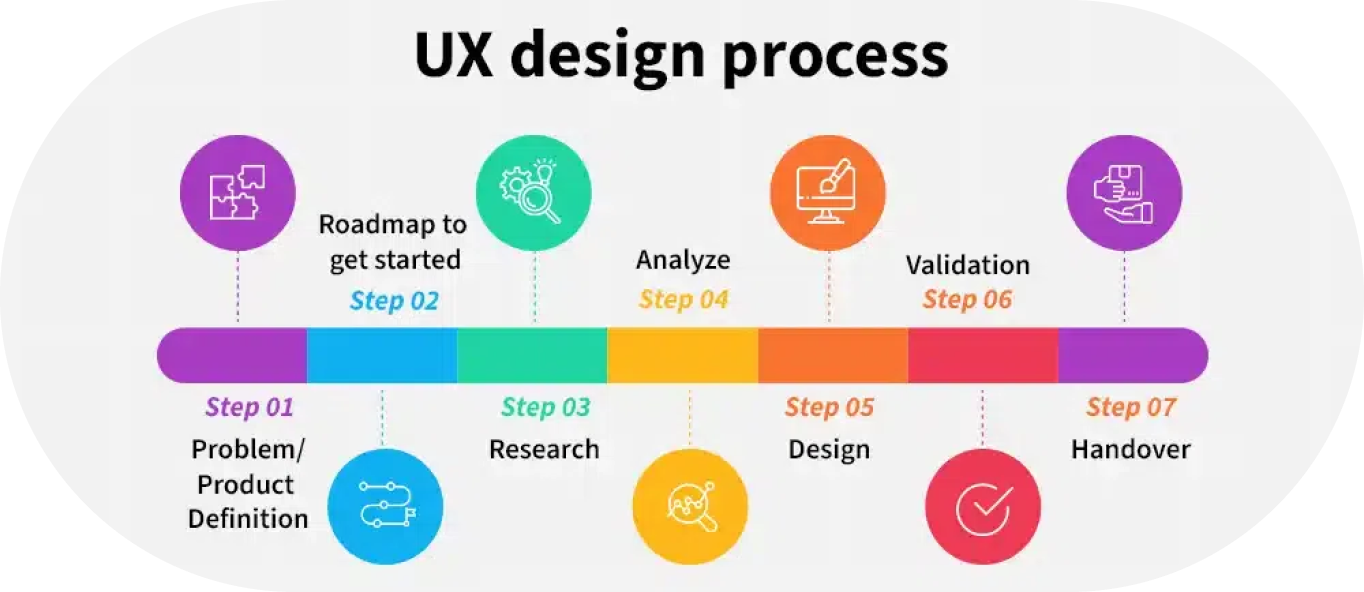 UX design process
Step 01
Problem/
Product
Definition
Roadmap to
get started
Step 02
Step 03
Research
Analyze
Step 04
Step 05
Design
Validation
Step 06
Step 07
Handover